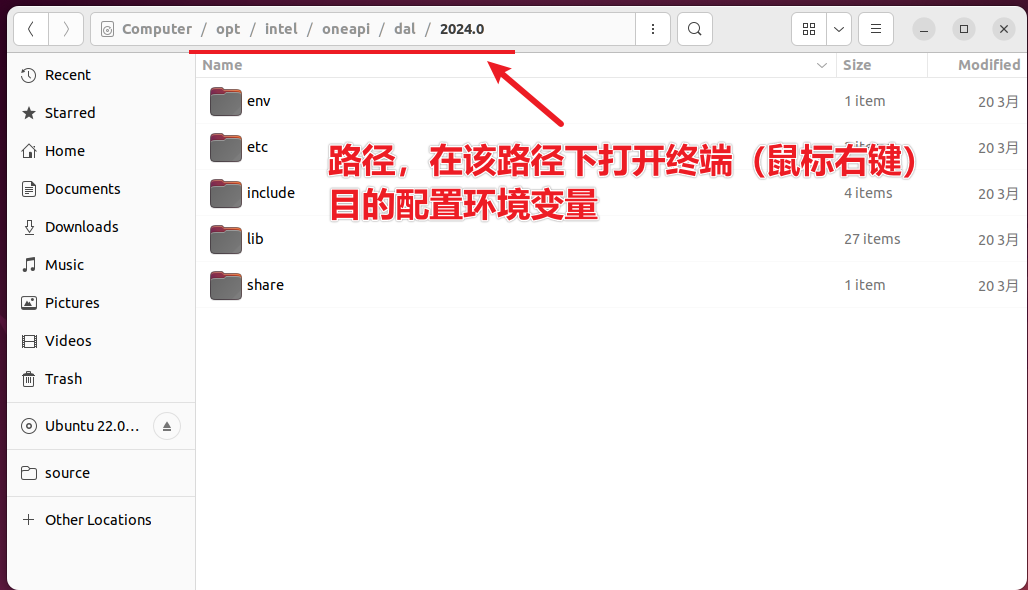 Computer / opt / intel / oneapi / dal / 2024.0
Name Size Modified
Recent
Starred
Home
Documents
Downloads
Music
Pictures
Videos
Trash
Ubuntu 22.0…
source
Other Locations
env 1 item 20 3月
etc 20 3月
include 4 items 20 3月
lib 27 items 20 3月
share 1 item 20 3月
路径，在该路径下打开终端（鼠标右键）
目的配置环境变量